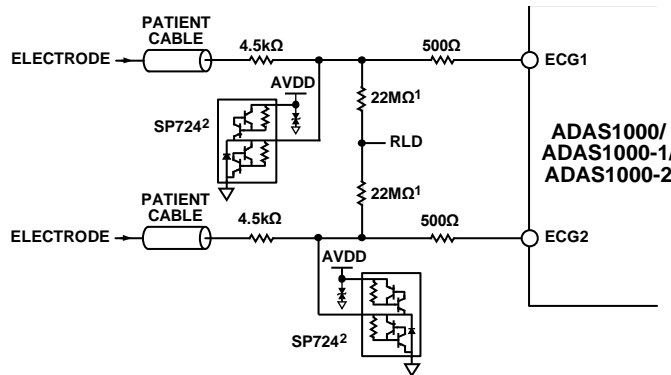 PATIENT
CABLE
ELECTRODE
4.5kΩ
500Ω
ECG1
AVDD
SP724²
22MΩ¹
RLD
ADAS1000/
ADAS1000-1/
ADAS1000-2
22MΩ¹
PATIENT
CABLE
ELECTRODE
4.5kΩ
500Ω
ECG2
AVDD
SP724²